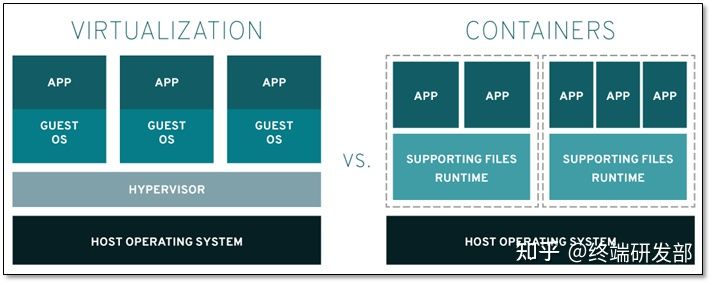 VIRTUALIZATION
APP
APP
APP
GUEST
OS
GUEST
OS
GUEST
OS
HYPERVISOR
HOST OPERATING SYSTEM
VS.
CONTAINERS
APP
APP
APP
APP
APP
SUPPORTING FILES
RUNTIME
SUPPORTING FILES
RUNTIME
HOST OPERATING SYSTEM
知乎 @终端研发部